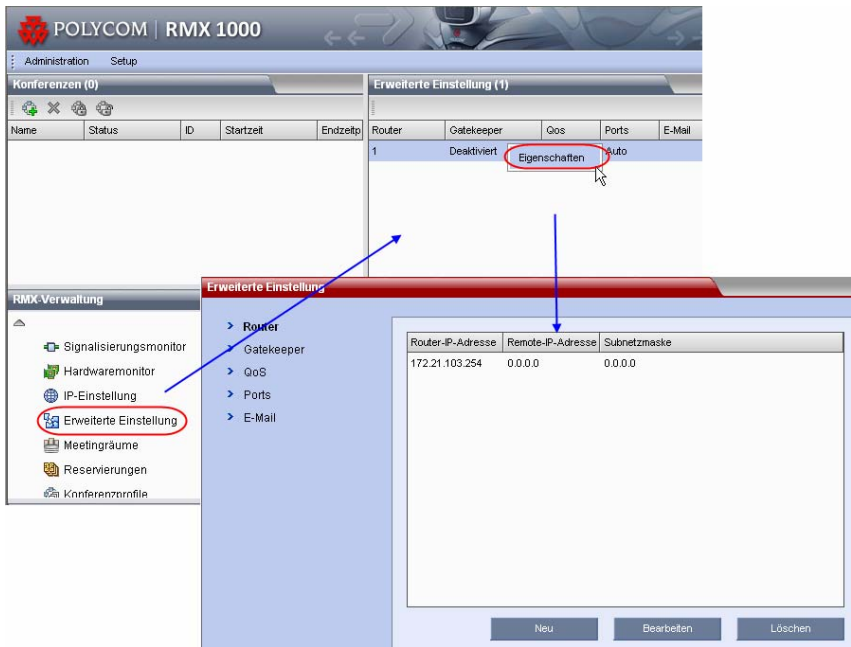 POLYCOM | RMX 1000
Administration Setup
Konferenzen (0)
Name Status ID Startzeit Endzeitp
Erweiterte Einstellung (1)
Router Gatekeeper Qos Ports E-Mail
1 Deaktiviert Auto
Eigenschaften
RMX-Verwaltung
Signalisierungsmonitor
Hardwaremonitor
IP-Einstellung
Erweiterte Einstellung
Meetingräume
Reservierungen
Konferenzprofile
Erweiterte Einstellung
Router
Gatekeeper
QoS
Ports
E-Mail
Router-IP-Adresse Remote-IP-Adresse Subnetzmaske
172.21.103.254 0.0.0.0 0.0.0.0
Neu Bearbeiten Löschen